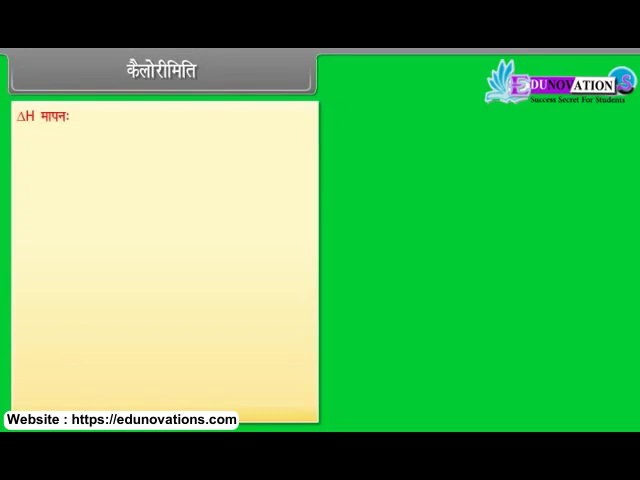 कैलोरीमिति
EDUNOVATIONS
Success Secret For Students
∆H मापनः
Website : https://edunovations.com